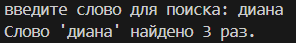 введите слово для поиска: диана
Слово 'диана' найдено 3 раз.